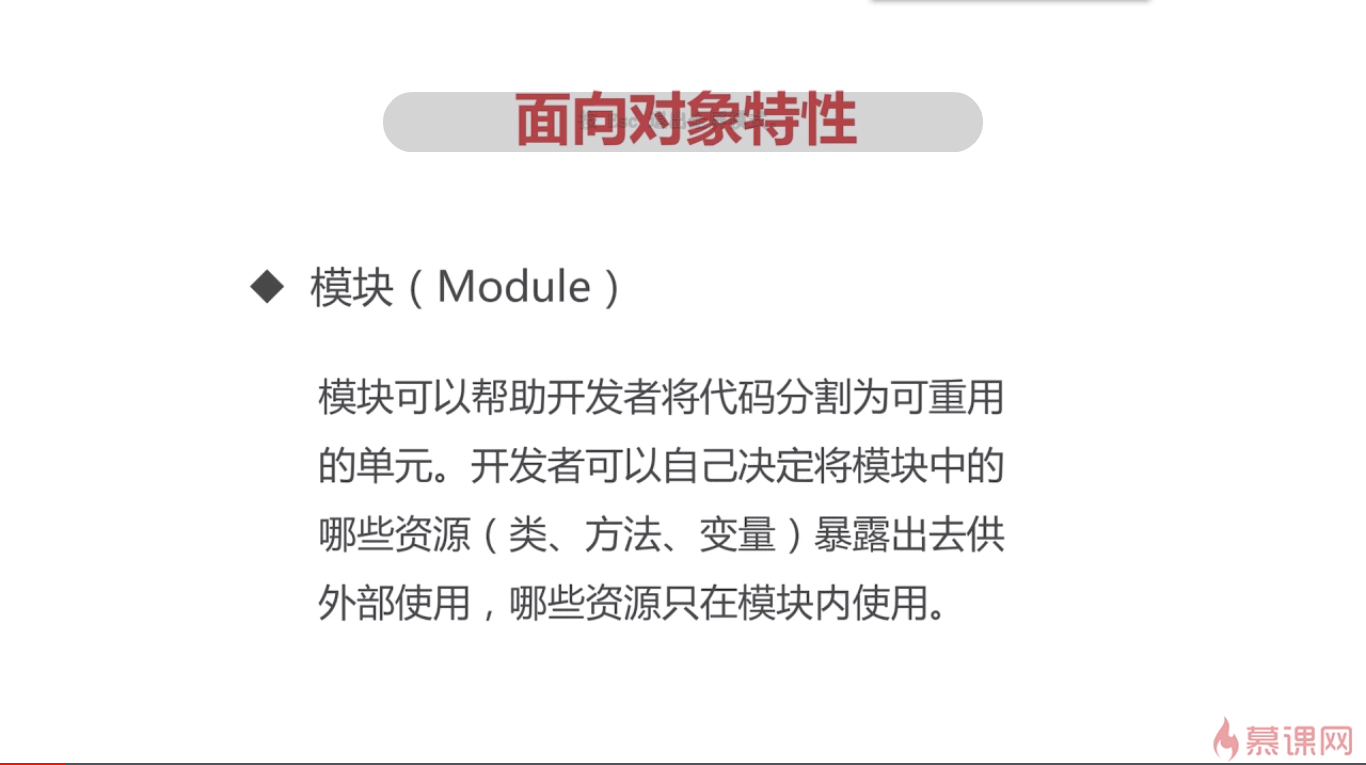 面向对象特性
模块（Module）
模块可以帮助开发者将代码分割为可重用
的单元。开发者可以自己决定将模块中的
哪些资源（类、方法、变量）暴露出去供
外部使用，哪些资源只在模块内使用。
慕课网